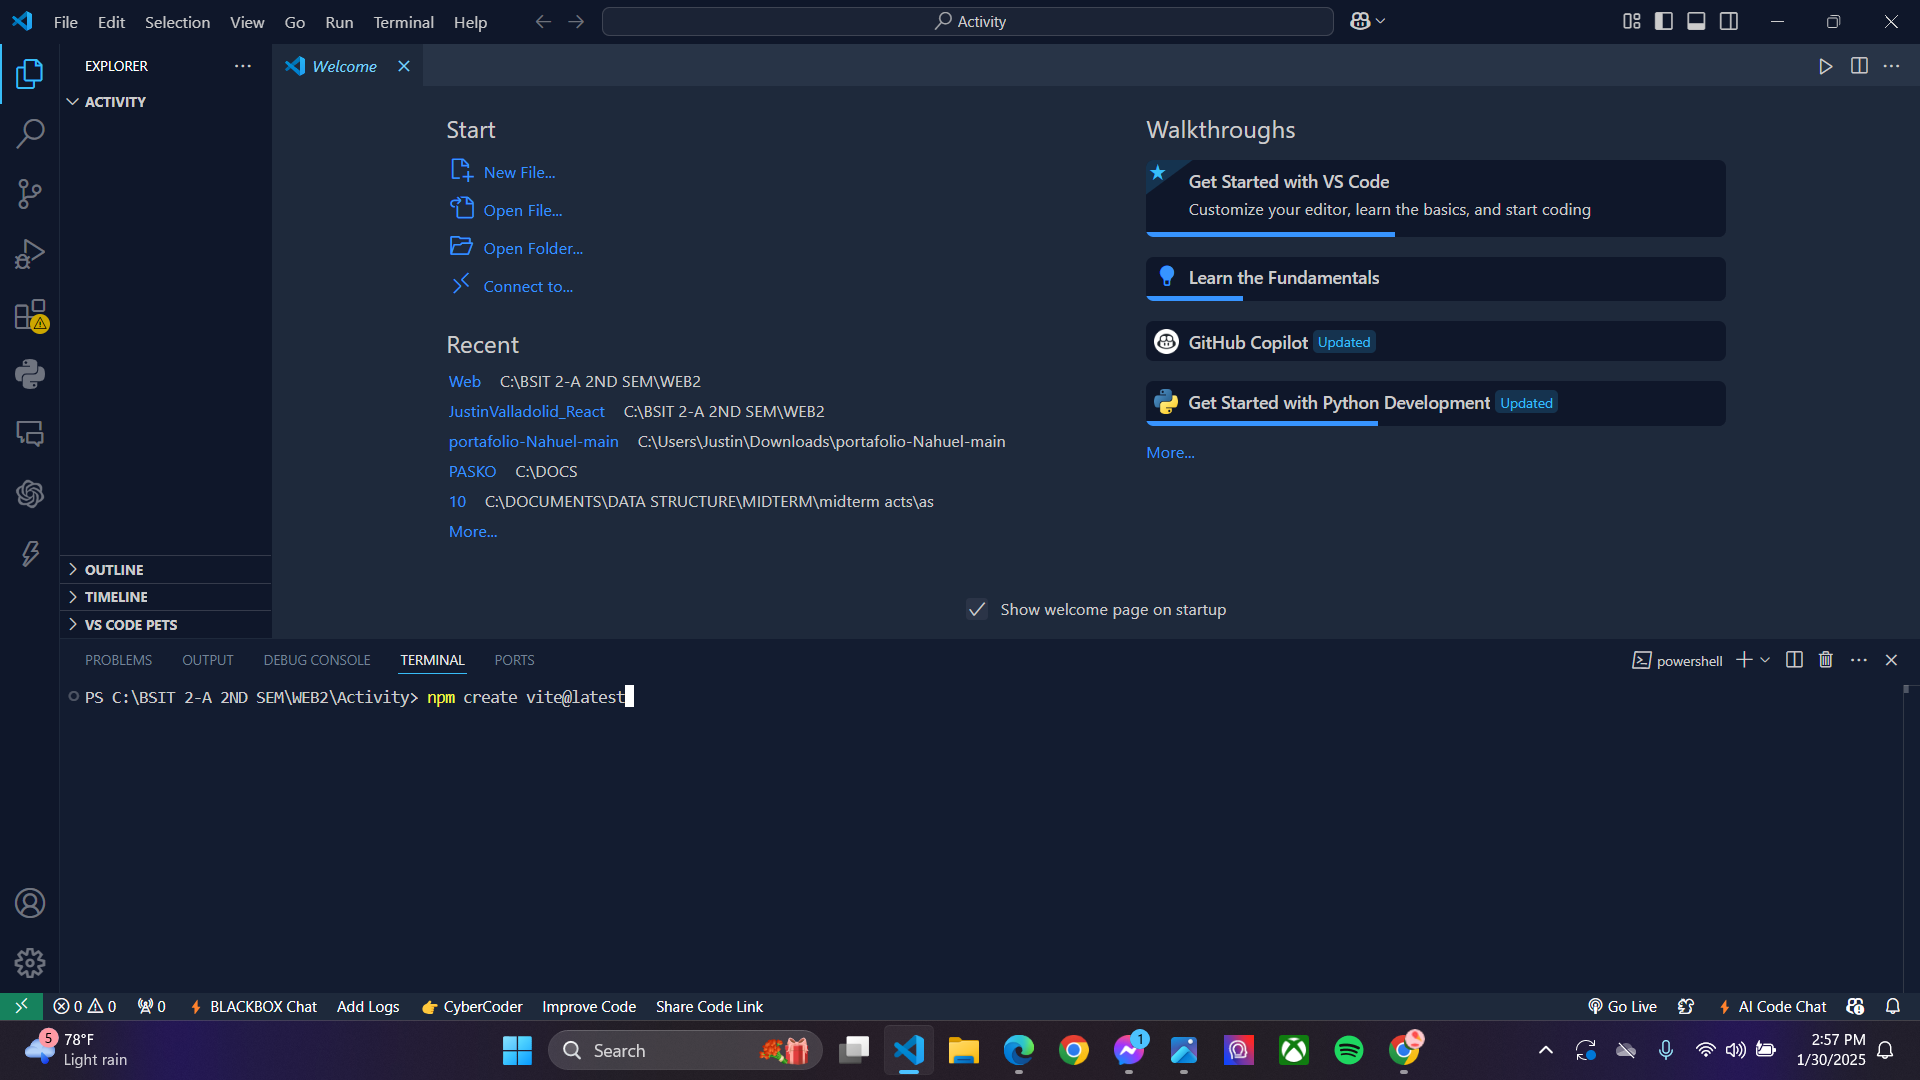 File Edit Selection View Go Run Terminal Help
Activity
EXPLORER
ACTIVITY
OUTLINE
TIMELINE
VS CODE PETS
Welcome
Start
New File...
Open File...
Open Folder...
Connect to...
Recent
Web C:\BSIT 2-A 2ND SEM\WEB2
JustinValladolid_React C:\BSIT 2-A 2ND SEM\WEB2
portafolio-Nahuel-main C:\Users\Justin\Downloads\portafolio-Nahuel-main
PASKO C:\DOCS
10 C:\DOCUMENTS\DATA STRUCTURE\MIDTERM\midterm acts\as
More...
Walkthroughs
Get Started with VS Code
Customize your editor, learn the basics, and start coding
Learn the Fundamentals
GitHub Copilot Updated
Get Started with Python Development Updated
More...
Show welcome page on startup
PROBLEMS OUTPUT DEBUG CONSOLE TERMINAL PORTS
powershell
PS C:\BSIT 2-A 2ND SEM\WEB2\Activity> npm create vite@latest
0 0 0 BLACKBOX Chat Add Logs CyberCoder Improve Code Share Code Link
Go Live AI Code Chat
5 78°F
Light rain
Search
1
2:57 PM
1/30/2025